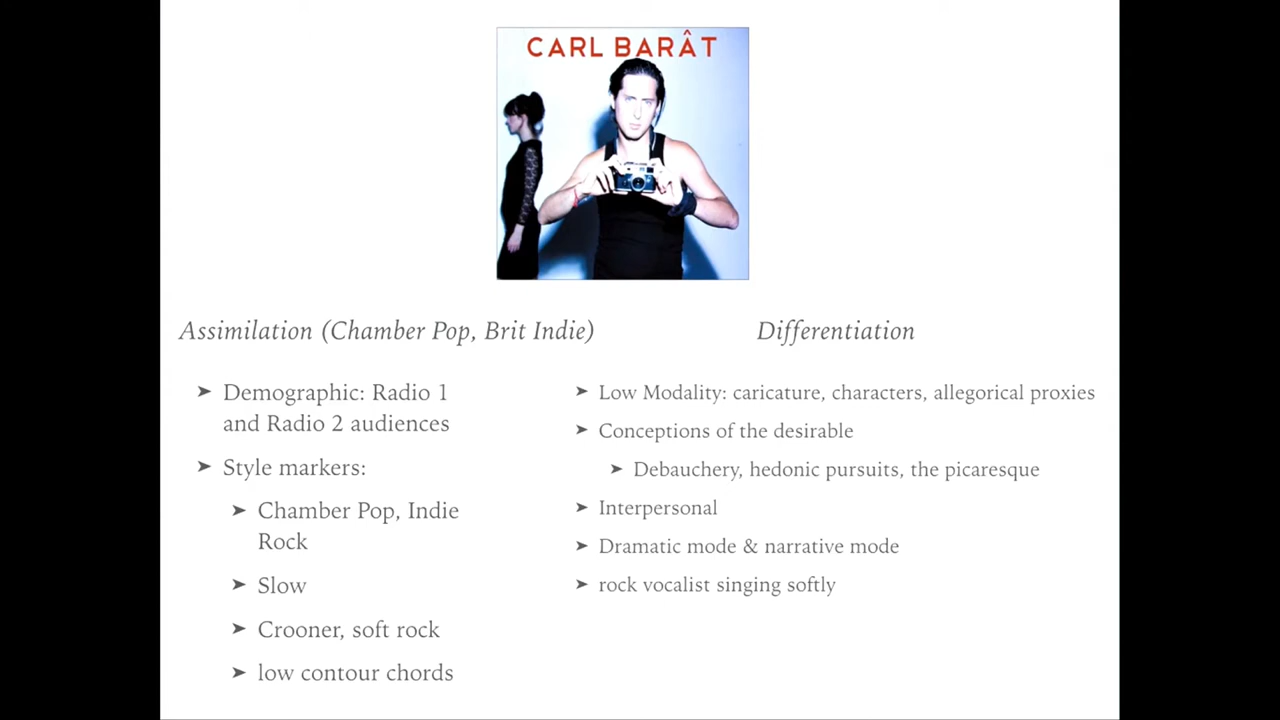 CARL BARÂT
Assimilation (Chamber Pop, Brit Indie)
➤ Demographic: Radio 1
and Radio 2 audiences
➤ Style markers:
➤ Chamber Pop, Indie
Rock
➤ Slow
➤ Crooner, soft rock
➤ low contour chords
Differentiation
➤ Low Modality: caricature, characters, allegorical proxies
➤ Conceptions of the desirable
➤ Debauchery, hedonic pursuits, the picaresque
➤ Interpersonal
➤ Dramatic mode & narrative mode
➤ rock vocalist singing softly